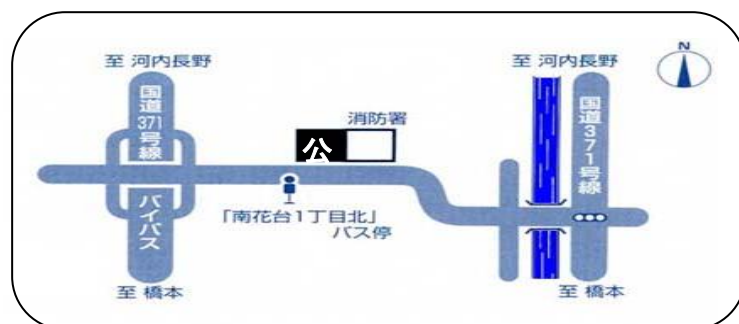 至 河内長野
国道371号線
バイパス
至 橋本
消防署
公
「南花台1丁目北」
バス停
至 河内長野
国道371号線
至 橋本
N